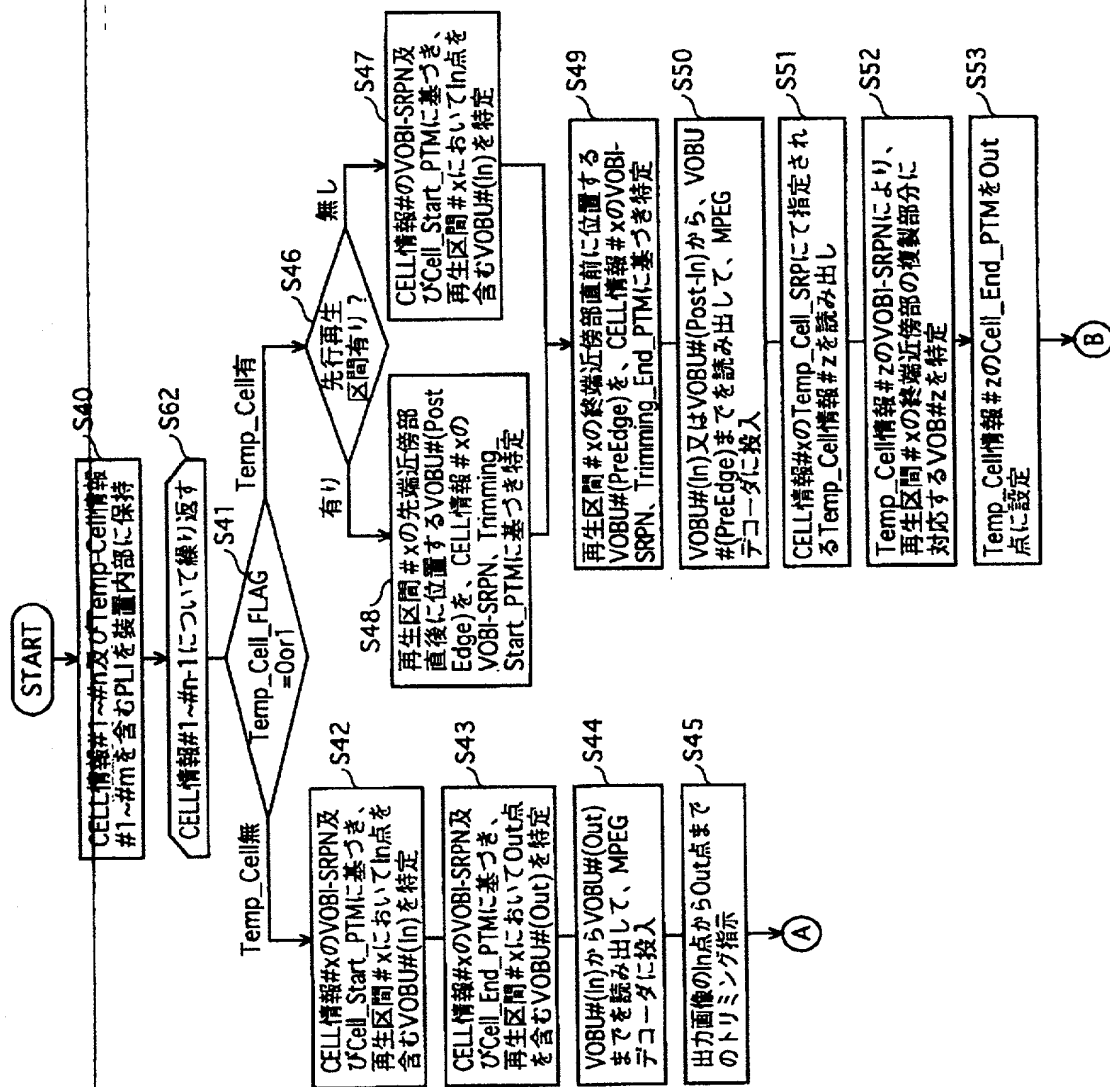 START
S40
CELL情報#1~#n及びTemp-Cell情報
#1~#mを含むPLIを装置内部に保持
S62
CELL情報#1~#n-1について繰り返す
S41
Temp_Cell_FLAG
=0or1
Temp_Cell無
Temp_Cell有
S42
CELL情報#xのVOBI-SRPN及
びCell_Start_PTMに基づき、
再生区間#xにおいてIn点を
含むVOBU#(In)を特定
S43
CELL情報#xのVOBI-SRPN及
びCell_End_PTMに基づき、
再生区間#xにおいてOut点
を含むVOBU#(Out)を特定
S44
VOBU#(In)からVOBU#(Out)
までを読み出して、MPEG
デコーダに投入
S45
出力画像のIn点からOut点まで
のトリミング指示
A
S46
先行再生
区間有り?
有り
無し
S47
CELL情報#のVOBI-SRPN及
びCell_Start_PTMに基づき、
再生区間#xにおいてIn点を
含むVOBU#(In)を特定
S48
再生区間#xの先端近傍部
直後に位置するVOBU#(Post
Edge)を、CELL情報#xの
VOBI-SRPN、Trimming_
Start_PTMに基づき特定
S49
再生区間#xの終端近傍部直前に位置する
VOBU#(PreEdge)を、CELL情報#xのVOBI-
SRPN、Trimming_End_PTMに基づき特定
S50
VOBU#(In)又はVOBU#(Post-In)から、VOBU
#(PreEdge)までを読み出して、MPEG
デコーダに投入
S51
CELL情報#xのTemp_Cell_SRPにて指定され
るTemp_Cell情報#zを読み出し
S52
Temp_Cell情報#zのVOBI-SRPNにより、
再生区間#xの終端近傍部の複製部分に
対応するVOB#zを特定
S53
Temp_Cell情報#zのCell_End_PTMをOut
点に設定
B